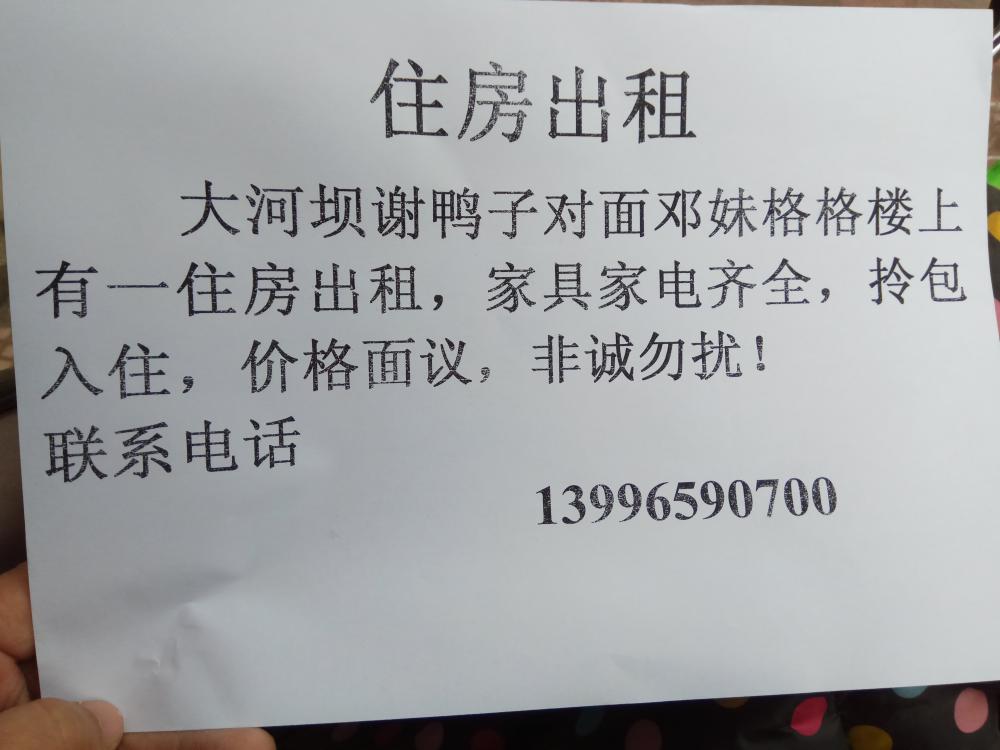 住房出租
大河坝谢鸭子对面邓妹格格楼上
有一住房出租，家具家电齐全，拎包
入住，价格面议，非诚勿扰！
联系电话
13996590700